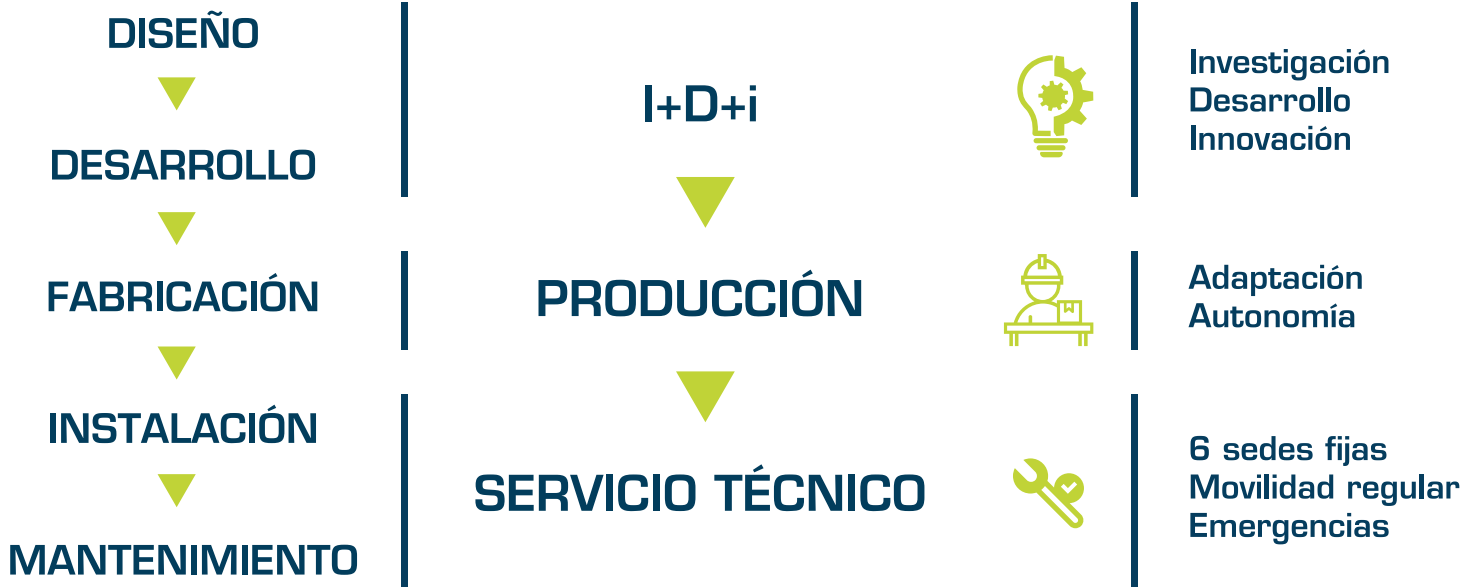 DISEÑO
DESARROLLO
FABRICACIÓN
INSTALACIÓN
MANTENIMIENTO
I+D+i
PRODUCCIÓN
SERVICIO TÉCNICO
Investigación
Desarrollo
Innovación
Adaptación
Autonomía
6 sedes fijas
Movilidad regular
Emergencias